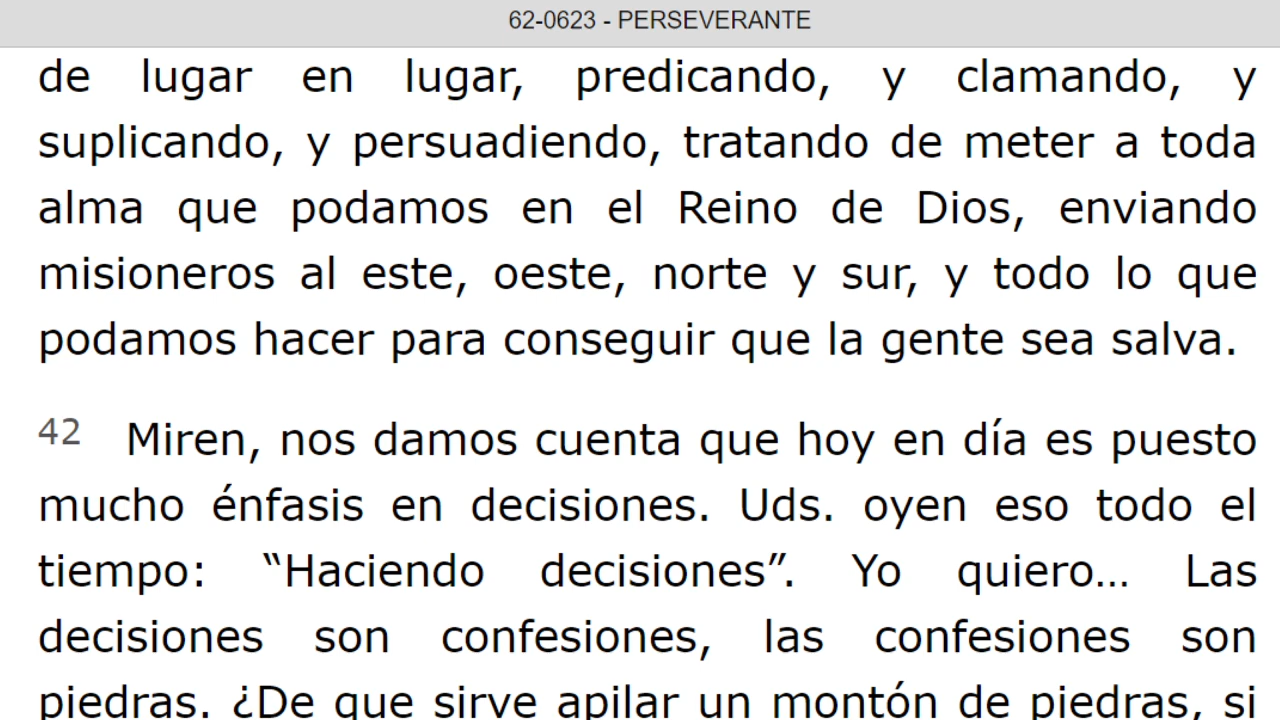 62-0623 - PERSEVERANTE
de lugar en lugar, predicando, y clamando, y
suplicando, y persuadiendo, tratando de meter a toda
alma que podamos en el Reino de Dios, enviando
misioneros al este, oeste, norte y sur, y todo lo que
podamos hacer para conseguir que la gente sea salva.
42 Miren, nos damos cuenta que hoy en día es puesto
mucho énfasis en decisiones. Uds. oyen eso todo el
tiempo: “Haciendo decisiones”. Yo quiero… Las
decisiones son confesiones, las confesiones son
piedras. ¿De que sirve apilar un montón de piedras, si